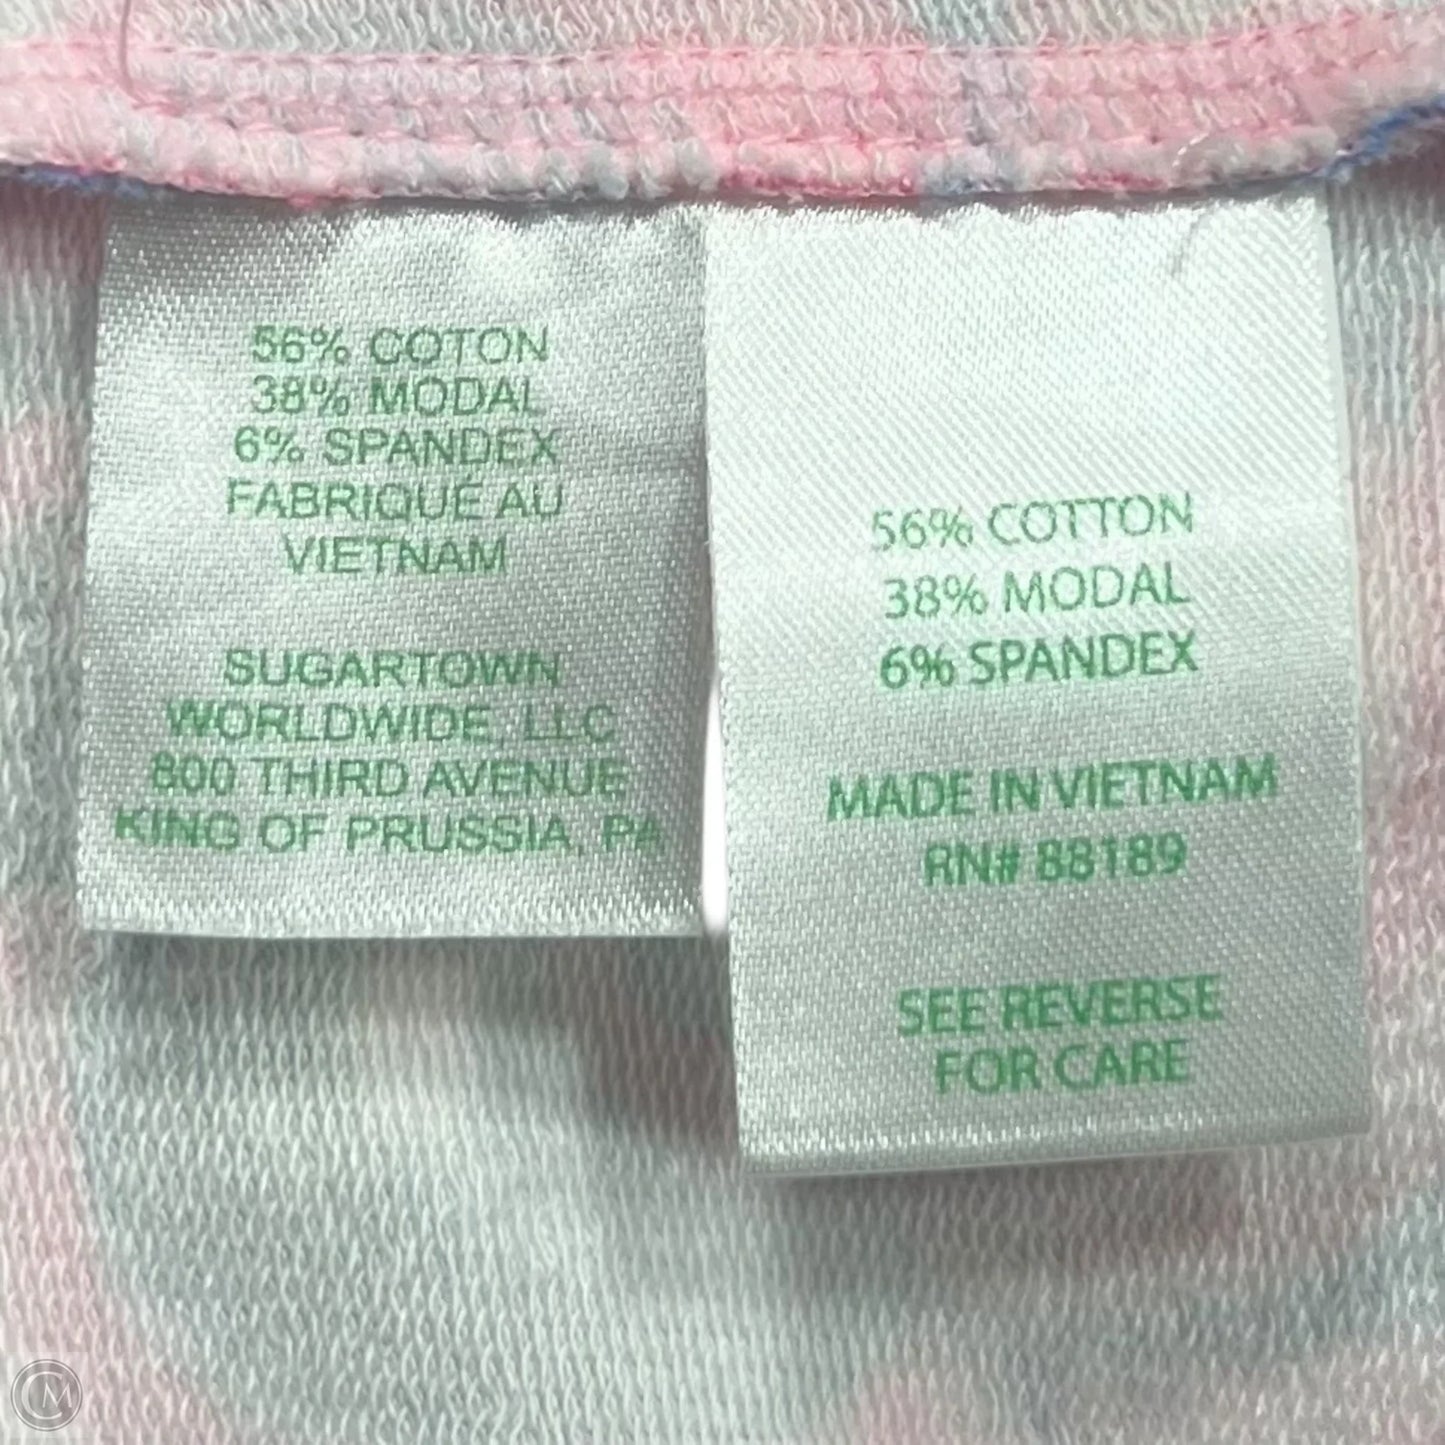 56% COTON
38% MODAL
6% SPANDEX
FABRIQUÉ AU
VIETNAM
SUGARTOWN
WORLDWIDE, LLC
800 THIRD AVENUE
KING OF PRUSSIA, PA
56% COTTON
38% MODAL
6% SPANDEX
MADE IN VIETNAM
RN# 88189
SEE REVERSE
FOR CARE
CM